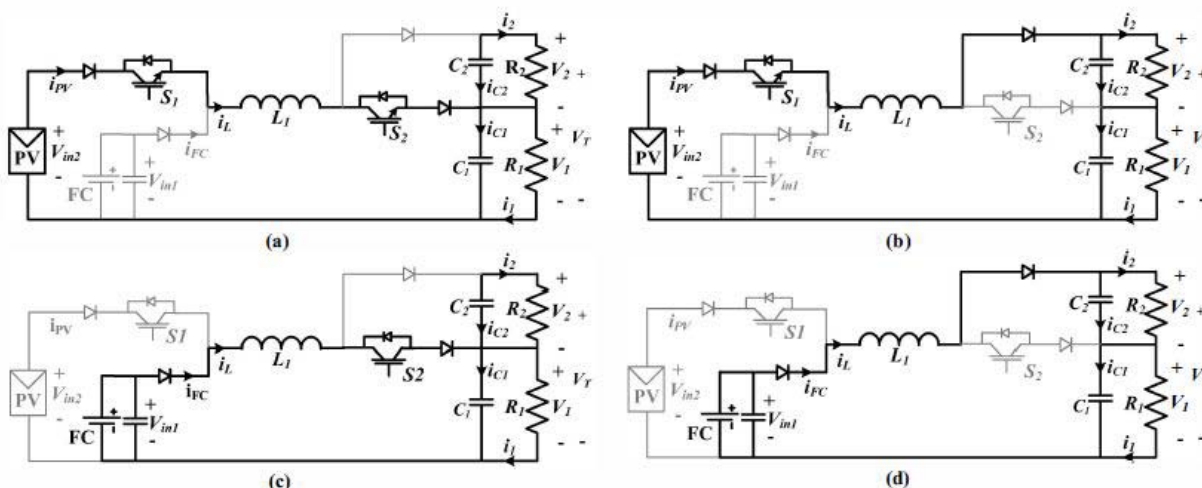 i2
C2
R2
V2
+
-
iPV
S1
iL
L1
S2
iC2
iC1
C1
R1
V1
VT
PV
Vin2
iFC
FC
Vin1
i1
(a)
i2
C2
R2
V2
+
-
iPV
S1
iL
L1
S2
iC2
iC1
C1
R1
V1
V
PV
Vin2
iFC
FC
Vin1
i1
(b)
i2
C2
R2
V2
+
-
iPV
S1
iL
L1
S2
iC2
iC1
C1
R1
V1
VT
PV
Vin2
iFC
FC
Vin1
i1
(c)
i2
C2
R2
V2
+
-
iPV
S1
iL
L1
S2
iC2
iC1
C1
R1
V1
V
PV
Vin2
iFC
FC
Vin1
i1
(d)